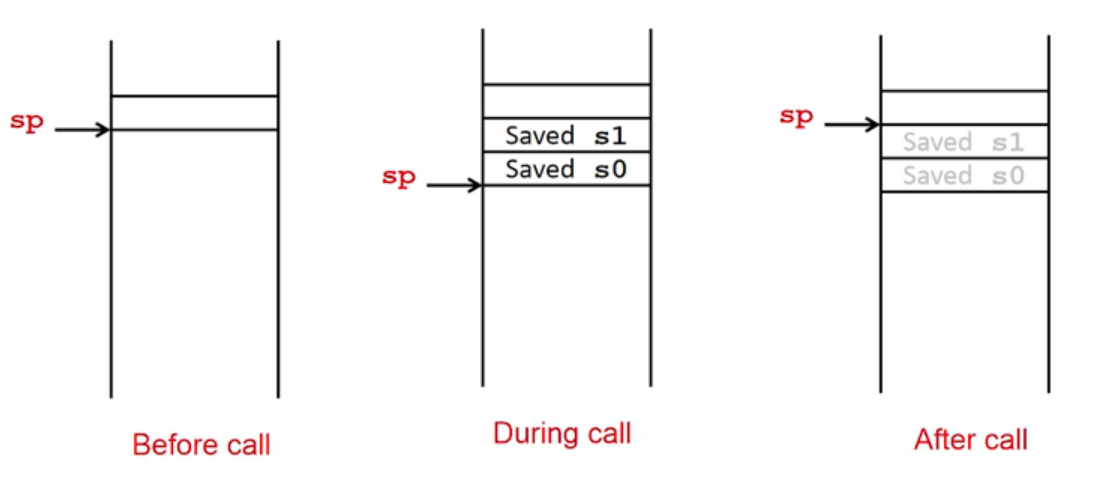 sp
Before call
Saved s1
Saved s0
sp
During call
sp
Saved s1
Saved s0
After call